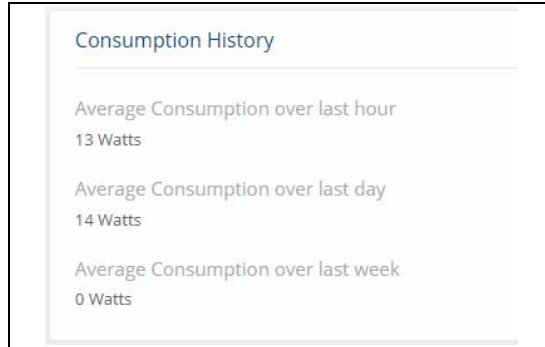 Consumption History
Average Consumption over last hour
13 Watts
Average Consumption over last day
14 Watts
Average Consumption over last week
0 Watts